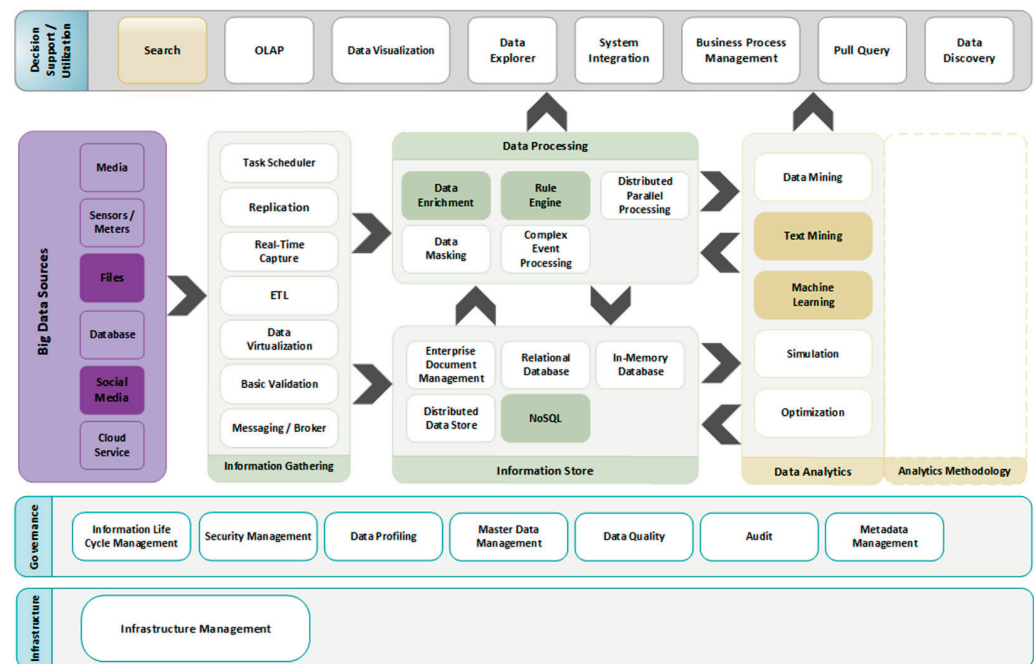 Decision
Support /
Utilization
Search
OLAP
Data Visualization
Data
Explorer
System
Integration
Business Process
Management
Pull Query
Data
Discovery
Big Data Sources
Media
Sensors /
Meters
Files
Database
Social
Media
Cloud
Service
Task Scheduler
Replication
Real-Time
Capture
ETL
Data
Virtualization
Basic Validation
Messaging / Broker
Information Gathering
Data Processing
Data
Enrichment
Rule
Engine
Distributed
Parallel
Processing
Data
Masking
Complex
Event
Processing
Enterprise
Document
Management
Relational
Database
In-Memory
Database
Distributed
Data Store
NoSQL
Information Store
Data Mining
Text Mining
Machine
Learning
Simulation
Optimization
Data Analytics
Analytics Methodology
Governance
Information Life
Cycle Management
Security Management
Data Profiling
Master Data
Management
Data Quality
Audit
Metadata
Management
Infrastructure
Infrastructure Management